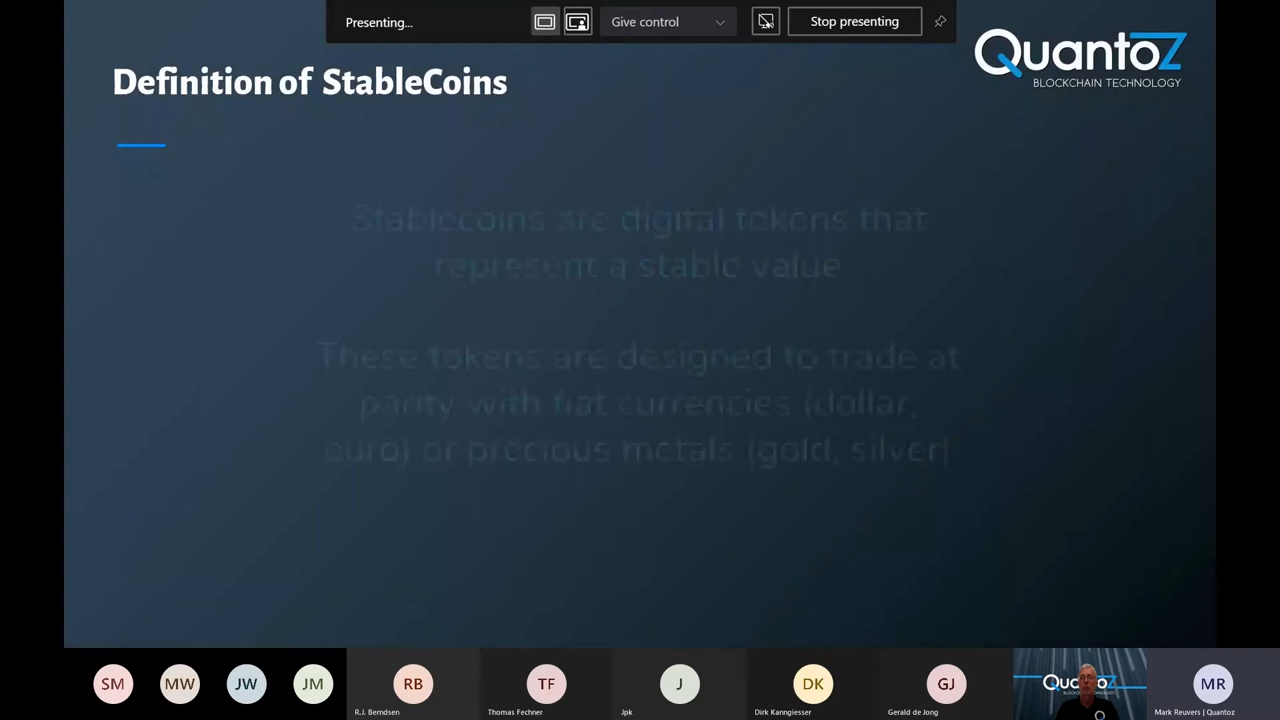 Presenting...
Give control
Stop presenting
QuantoZ
BLOCKCHAIN TECHNOLOGY
Definition of StableCoins
Stablecoins are digital tokens that
represent a stable value
These tokens are designed to trade at
parity with fiat currencies (dollar,
euro) or precious metals (gold, silver)
SM
MW
JW
JM
RB
TF
J
DK
GJ
QuantoZ
MR
R.J. Berndsen
Thomas Fechner
Jpk
Dirk Kanngiesser
Gerald de Jong
Mark Reuvers | Quantoz